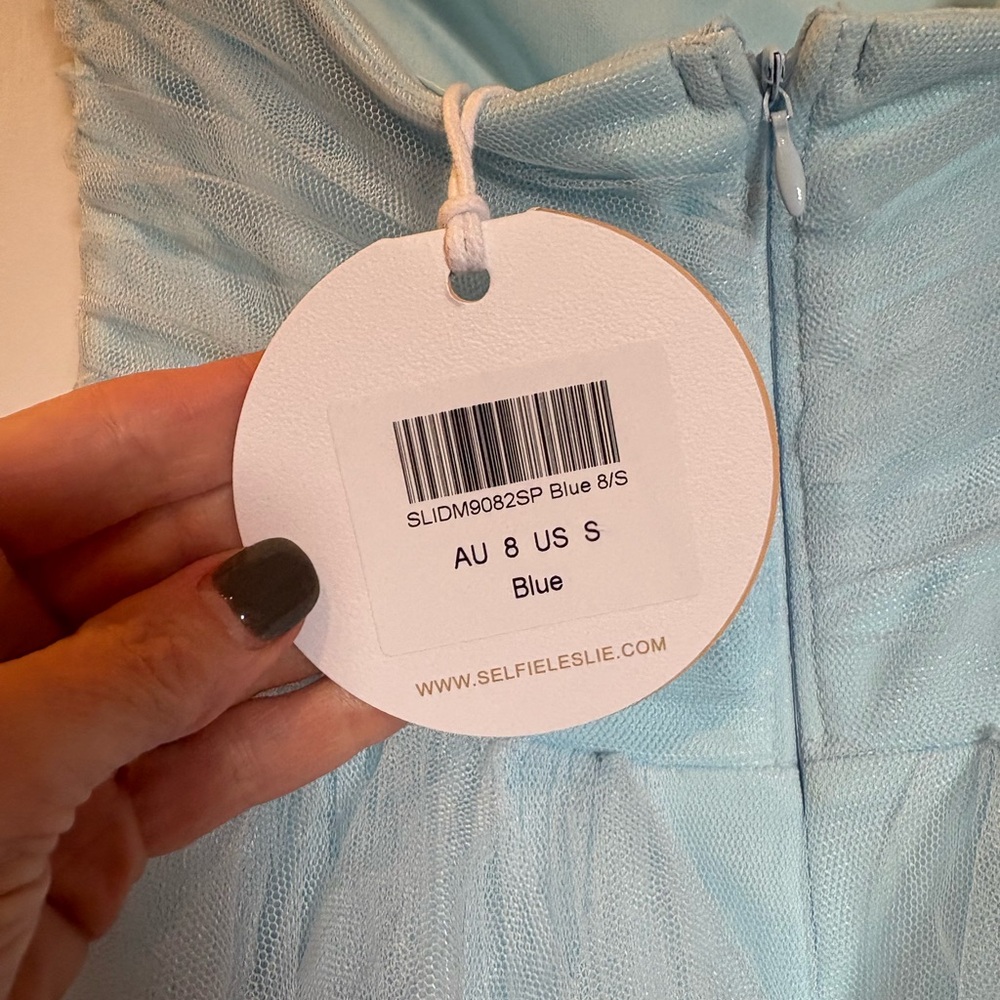 SLIDM9082SP Blue 8/S
AU 8 US S
Blue
WWW.SELFIELESLIE.COM